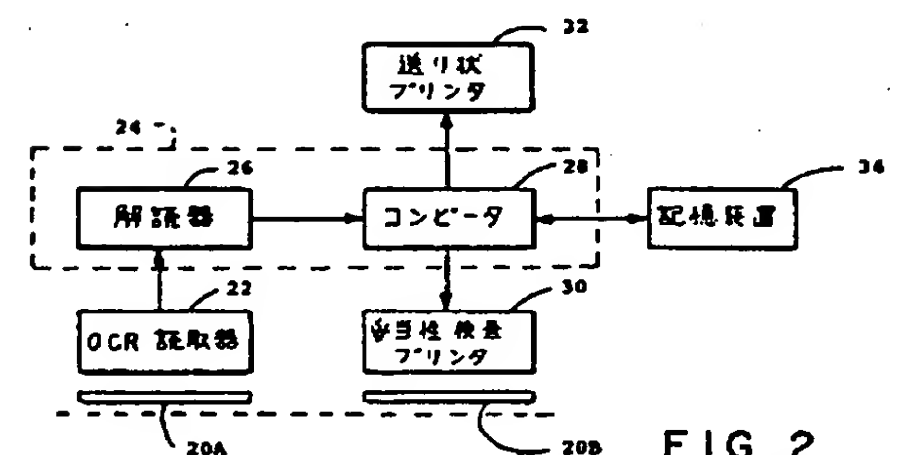 32
送り状
プリンタ
24
26
28
34
解読器
コンピータ
記憶装置
22
30
OCR 読取器
当性検査
プリンタ
20A
20B
FIG 2